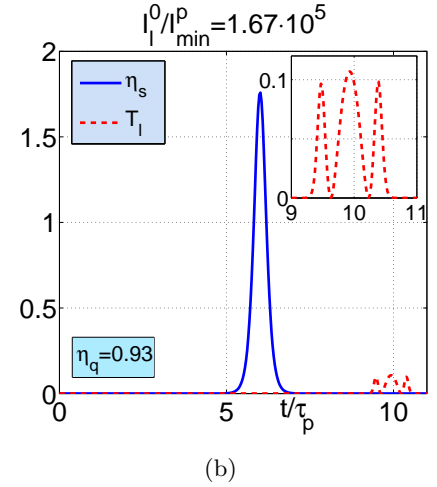 I_l^0/I_min^p=1.67·10^5
2
1.5
1
0.5
0
η_s
T_l
0.1
0
9 10 11
η_q=0.93
0 5 t/τ_p 10
(b)